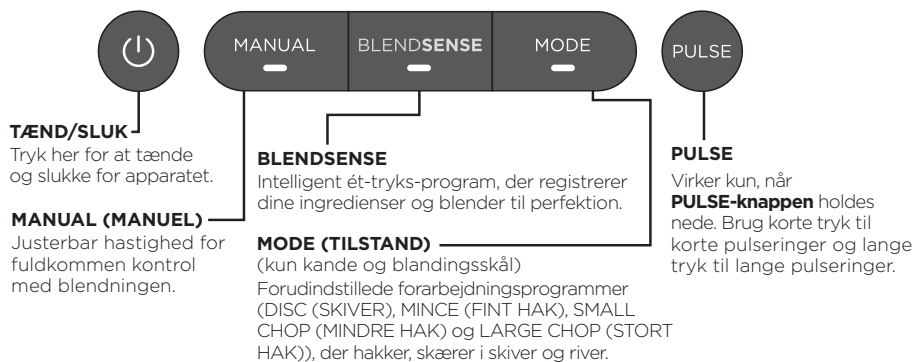 MANUAL
BLENDSENSE
MODE
PULSE
TÆND/SLUK
Tryk her for at tænde
og slukke for apparatet.
MANUAL (MANUEL)
Justerbar hastighed for
fuldkommen kontrol
med blendningen.
BLENDSENSE
Intelligent ét-tryks-program, der registrerer
dine ingredienser og blender til perfektion.
MODE (TILSTAND)
(kun kande og blandingsskål)
Forudindstillede forarbejdningsprogrammer
(DISC (SKIVER), MINCE (FINT HAK), SMALL
CHOP (MINDRE HAK) og LARGE CHOP (STORT
HAK)), der hakker, skærer i skiver og river.
PULSE
Virker kun, når
PULSE-knappen holdes
nede. Brug korte tryk til
korte pulseringer og lange
tryk til lange pulseringer.